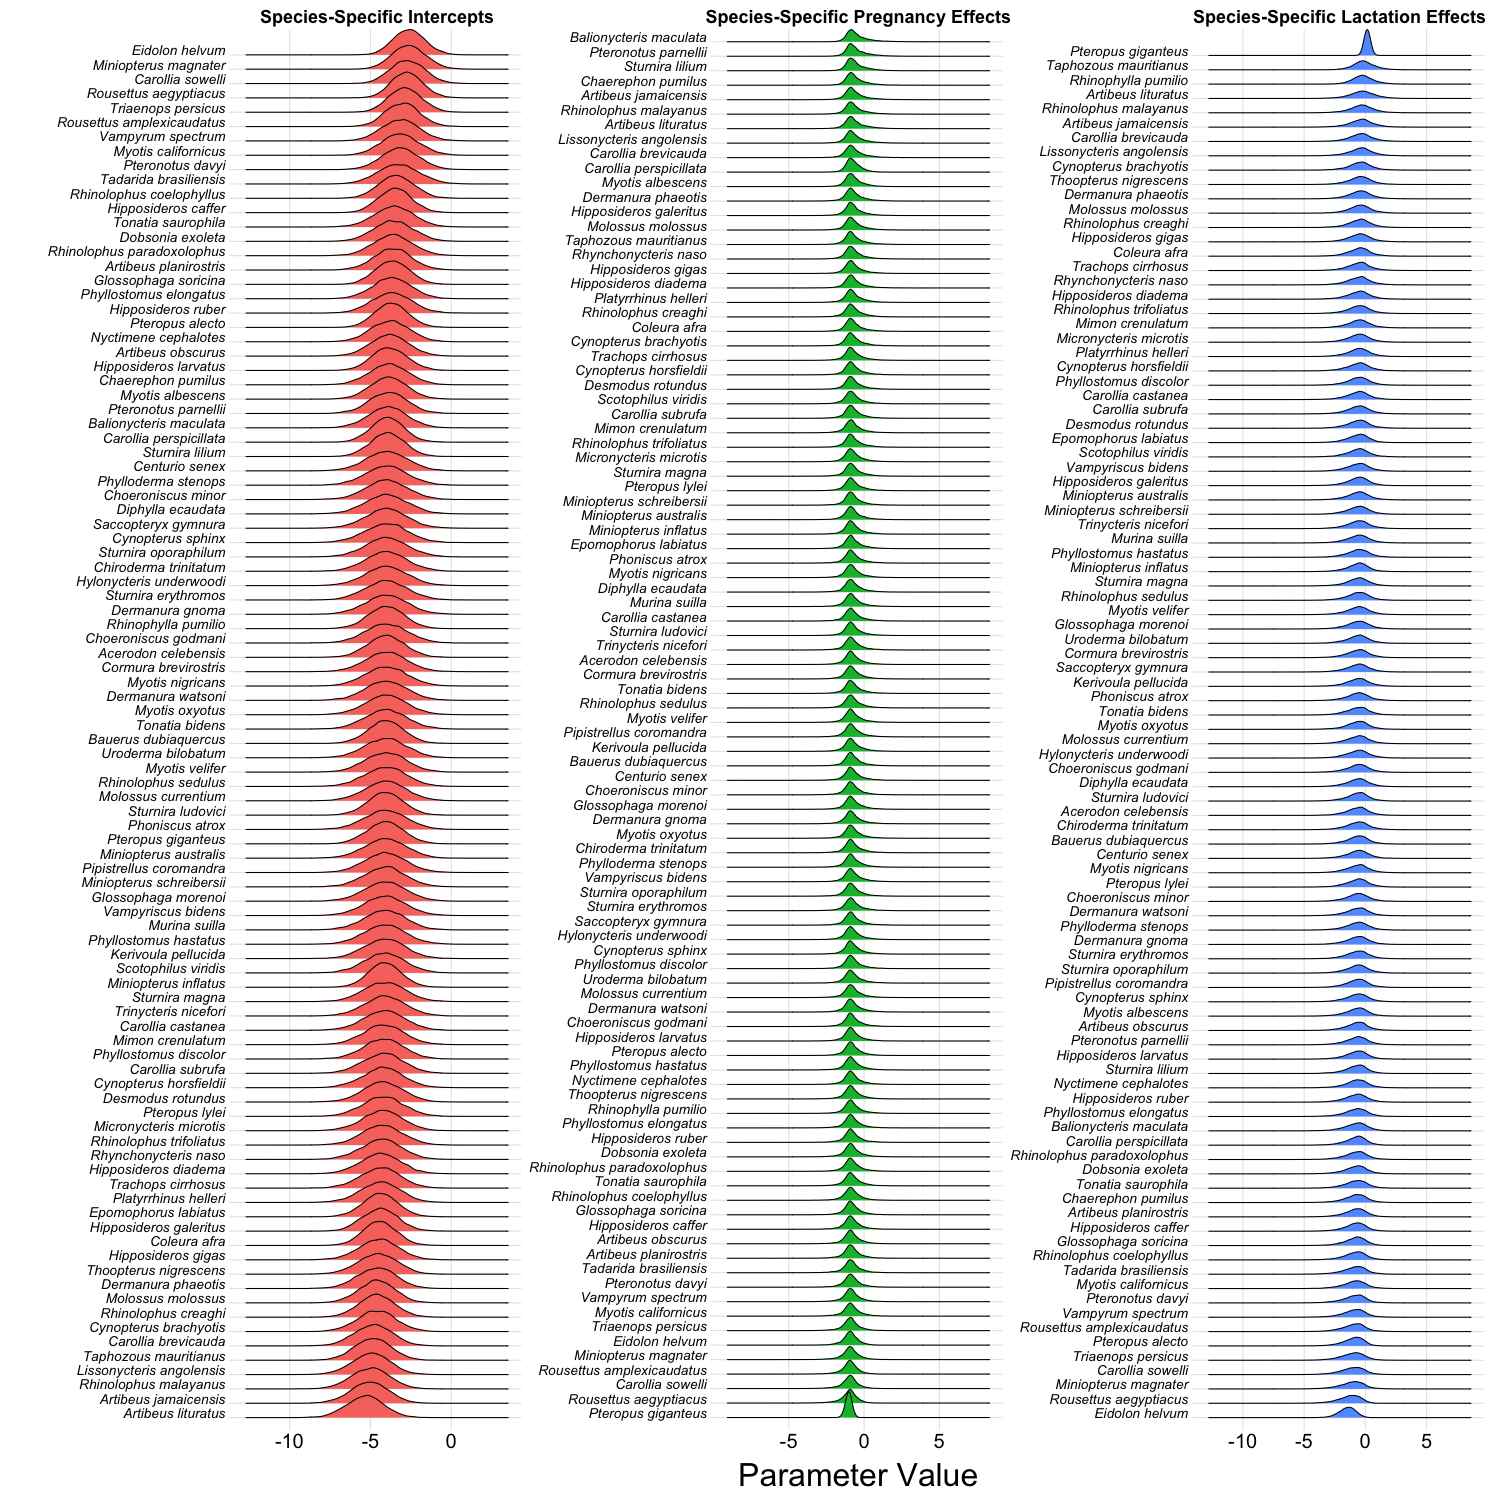 Species-Specific Intercepts
Eidolon helvum
Miniopterus magnater
Carollia sowelli
Rousettus aegyptiacus
Triaenops persicus
Rousettus amplexicaudatus
Vampyrum spectrum
Myotis californicus
Pteronotus davyi
Tadarida brasiliensis
Rhinolophus coelophyllus
Hipposideros caffer
Tonatia saurophila
Dobsonia exoleta
Rhinolophus paradoxolophus
Artibeus planirostris
Glossophaga soricina
Phyllostomus elongatus
Hipposideros ruber
Pteropus alecto
Nyctimene cephalotes
Artibeus obscurus
Hipposideros larvatus
Chaerephon pumilus
Myotis albescens
Pteronotus parnellii
Balionycteris maculata
Carollia perspicillata
Sturnira lilium
Centurio senex
Phylloderma stenops
Choeroniscus minor
Diphylla ecaudata
Saccopteryx gymnura
Cynopterus sphinx
Sturnira oporaphilum
Chiroderma trinitatum
Hylonycteris underwoodi
Sturnira erythromos
Dermanura gnoma
Rhinophylla pumilio
Choeroniscus godmani
Acerodon celebensis
Cormura brevirostris
Myotis nigricans
Dermanura watsoni
Myotis oxyotus
Tonatia bidens
Bauerus dubiaquercus
Uroderma bilobatum
Myotis velifer
Rhinolophus sedulus
Molossus currentium
Sturnira ludovici
Phoniscus atrox
Pteropus giganteus
Miniopterus australis
Pipistrellus coromandra
Miniopterus schreibersii
Glossophaga morenoi
Vampyriscus bidens
Murina suilla
Phyllostomus hastatus
Kerivoula pellucida
Scotophilus viridis
Miniopterus inflatus
Sturnira magna
Trinycteris nicefori
Carollia castanea
Mimon crenulatum
Phyllostomus discolor
Carollia subrufa
Cynopterus horsfieldii
Desmodus rotundus
Pteropus lylei
Micronycteris microtis
Rhinolophus trifoliatus
Rhynchonycteris naso
Hipposideros diadema
Trachops cirrhosus
Platyrrhinus helleri
Epomophorus labiatus
Hipposideros galeritus
Coleura afra
Hipposideros gigas
Thoopterus nigrescens
Dermanura phaeotis
Molossus molossus
Rhinolophus creaghi
Cynopterus brachyotis
Carollia brevicauda
Taphozous mauritianus
Lissonycteris angolensis
Rhinolophus malayanus
Artibeus jamaicensis
Artibeus lituratus
-10 -5 0
Species-Specific Pregnancy Effects
Balionycteris maculata
Pteronotus parnellii
Sturnira lilium
Chaerephon pumilus
Artibeus jamaicensis
Rhinolophus malayanus
Artibeus lituratus
Lissonycteris angolensis
Carollia brevicauda
Carollia perspicillata
Myotis albescens
Dermanura phaeotis
Hipposideros galeritus
Molossus molossus
Taphozous mauritianus
Rhynchonycteris naso
Hipposideros gigas
Hipposideros diadema
Platyrrhinus helleri
Rhinolophus creaghi
Coleura afra
Cynopterus brachyotis
Trachops cirrhosus
Cynopterus horsfieldii
Desmodus rotundus
Scotophilus viridis
Carollia subrufa
Mimon crenulatum
Rhinolophus trifoliatus
Micronycteris microtis
Sturnira magna
Pteropus lylei
Miniopterus schreibersii
Miniopterus australis
Miniopterus inflatus
Epomophorus labiatus
Phoniscus atrox
Myotis nigricans
Diphylla ecaudata
Murina suilla
Carollia castanea
Sturnira ludovici
Trinycteris nicefori
Acerodon celebensis
Cormura brevirostris
Tonatia bidens
Rhinolophus sedulus
Myotis velifer
Pipistrellus coromandra
Kerivoula pellucida
Bauerus dubiaquercus
Centurio senex
Choeroniscus minor
Glossophaga morenoi
Dermanura gnoma
Myotis oxyotus
Chiroderma trinitatum
Phylloderma stenops
Vampyriscus bidens
Sturnira oporaphilum
Sturnira erythromos
Saccopteryx gymnura
Hylonycteris underwoodi
Cynopterus sphinx
Phyllostomus discolor
Uroderma bilobatum
Molossus currentium
Dermanura watsoni
Choeroniscus godmani
Hipposideros larvatus
Pteropus alecto
Phyllostomus hastatus
Nyctimene cephalotes
Thoopterus nigrescens
Rhinophylla pumilio
Phyllostomus elongatus
Hipposideros ruber
Dobsonia exoleta
Rhinolophus paradoxolophus
Tonatia saurophila
Rhinolophus coelophyllus
Glossophaga soricina
Hipposideros caffer
Artibeus obscurus
Artibeus planirostris
Tadarida brasiliensis
Pteronotus davyi
Vampyrum spectrum
Myotis californicus
Triaenops persicus
Eidolon helvum
Miniopterus magnater
Rousettus amplexicaudatus
Carollia sowelli
Rousettus aegyptiacus
Pteropus giganteus
-5 0 5
Species-Specific Lactation Effects
Pteropus giganteus
Taphozous mauritianus
Rhinophylla pumilio
Artibeus lituratus
Rhinolophus malayanus
Artibeus jamaicensis
Carollia brevicauda
Lissonycteris angolensis
Cynopterus brachyotis
Thoopterus nigrescens
Dermanura phaeotis
Molossus molossus
Rhinolophus creaghi
Hipposideros gigas
Coleura afra
Trachops cirrhosus
Rhynchonycteris naso
Hipposideros diadema
Rhinolophus trifoliatus
Mimon crenulatum
Micronycteris microtis
Platyrrhinus helleri
Cynopterus horsfieldii
Phyllostomus discolor
Carollia castanea
Carollia subrufa
Desmodus rotundus
Epomophorus labiatus
Scotophilus viridis
Vampyriscus bidens
Hipposideros galeritus
Miniopterus australis
Miniopterus schreibersii
Trinycteris nicefori
Murina suilla
Phyllostomus hastatus
Miniopterus inflatus
Sturnira magna
Rhinolophus sedulus
Myotis velifer
Glossophaga morenoi
Uroderma bilobatum
Cormura brevirostris
Saccopteryx gymnura
Kerivoula pellucida
Phoniscus atrox
Tonatia bidens
Myotis oxyotus
Molossus currentium
Hylonycteris underwoodi
Choeroniscus godmani
Diphylla ecaudata
Sturnira ludovici
Acerodon celebensis
Chiroderma trinitatum
Bauerus dubiaquercus
Centurio senex
Myotis nigricans
Pteropus lylei
Choeroniscus minor
Dermanura watsoni
Phylloderma stenops
Dermanura gnoma
Sturnira erythromos
Sturnira oporaphilum
Pipistrellus coromandra
Cynopterus sphinx
Myotis albescens
Artibeus obscurus
Pteronotus parnellii
Hipposideros larvatus
Sturnira lilium
Nyctimene cephalotes
Hipposideros ruber
Phyllostomus elongatus
Balionycteris maculata
Carollia perspicillata
Rhinolophus paradoxolophus
Dobsonia exoleta
Tonatia saurophila
Chaerephon pumilus
Artibeus planirostris
Hipposideros caffer
Glossophaga soricina
Rhinolophus coelophyllus
Tadarida brasiliensis
Myotis californicus
Pteronotus davyi
Vampyrum spectrum
Rousettus amplexicaudatus
Pteropus alecto
Triaenops persicus
Carollia sowelli
Miniopterus magnater
Rousettus aegyptiacus
Eidolon helvum
-10 -5 0 5
Parameter Value